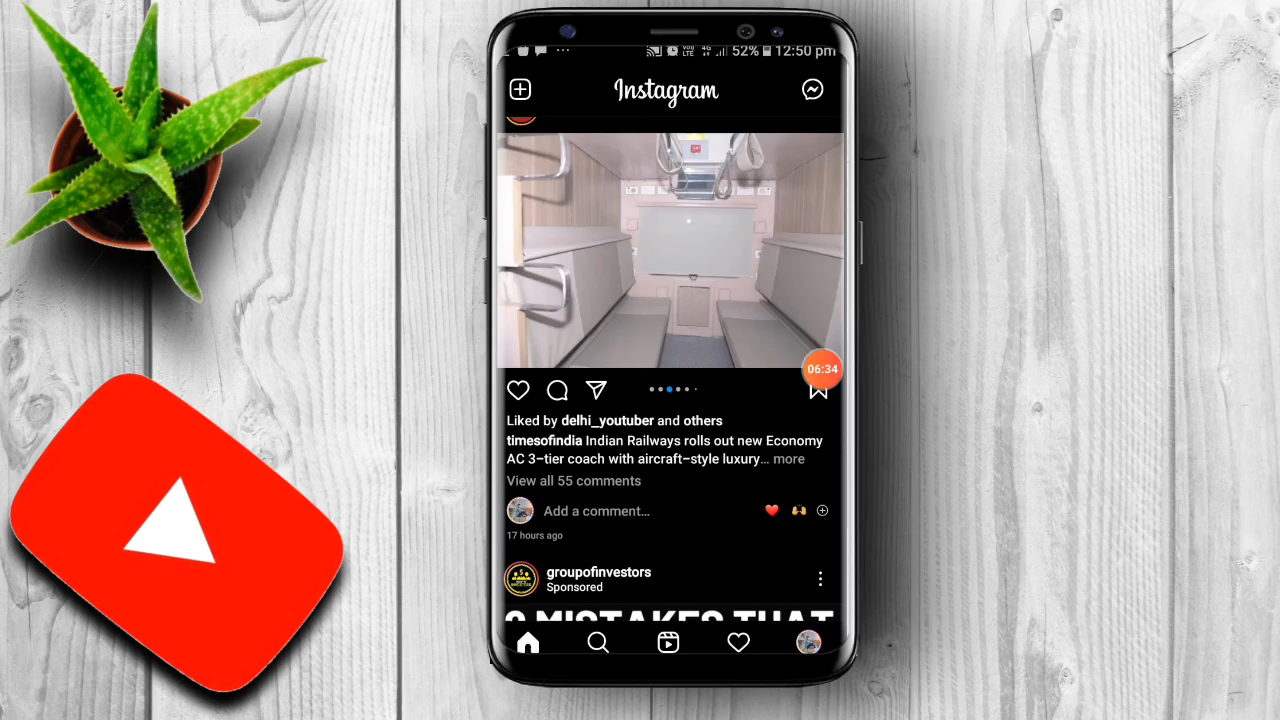 52% 12:50 pm
Instagram
06:34
Liked by delhi_youtuber and others
timesofindia Indian Railways rolls out new Economy
AC 3-tier coach with aircraft-style luxury... more
View all 55 comments
Add a comment...
17 hours ago
groupofinvestors
Sponsored
MISTAKES THAT